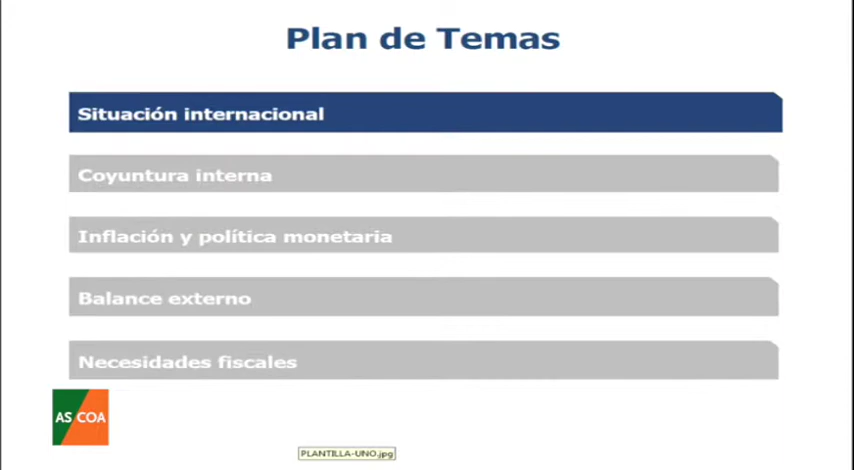 Plan de Temas
Situación internacional
Coyuntura interna
Inflación y política monetaria
Balance externo
Necesidades fiscales
AS COA
PLANTILLA-UNO.jpg